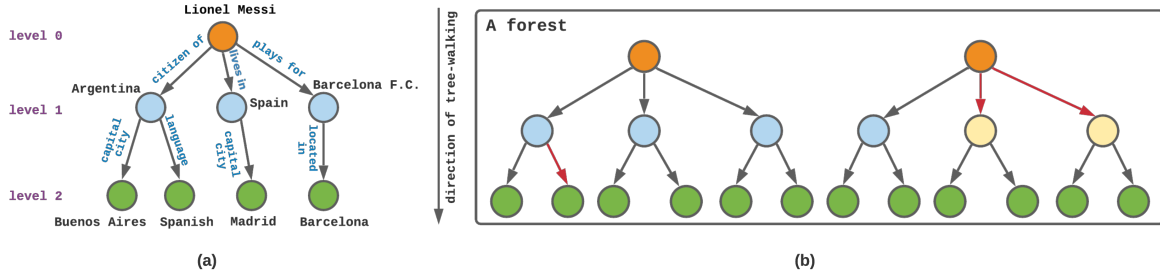 Lionel Messi
level 0
citizen of
lives in
plays for
Argentina
Spain
Barcelona F.C.
level 1
capital city
language
capital city
located in
level 2
Buenos Aires
Spanish
Madrid
Barcelona
(a)
direction of tree-walking
A forest
(b)